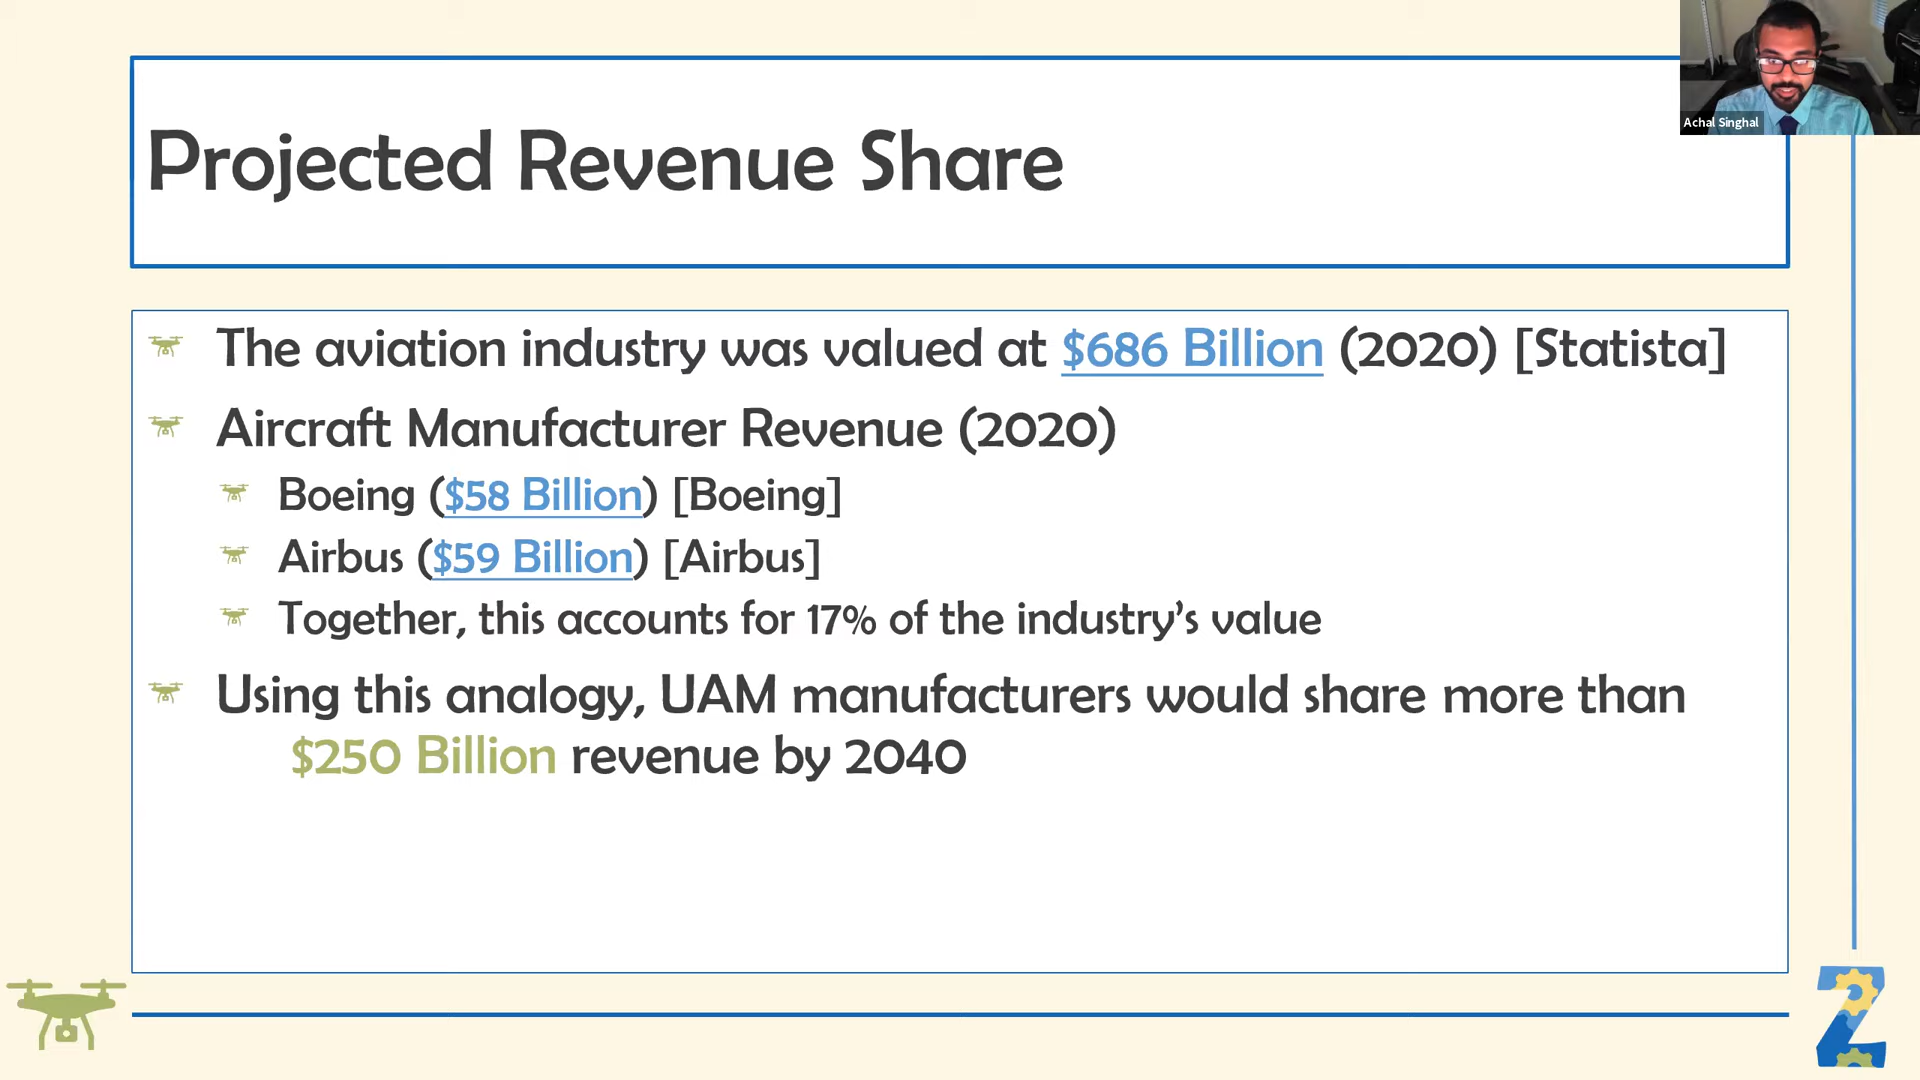 Achal Singhal
Projected Revenue Share
The aviation industry was valued at $686 Billion (2020) [Statista]
Aircraft Manufacturer Revenue (2020)
Boeing ($58 Billion) [Boeing]
Airbus ($59 Billion) [Airbus]
Together, this accounts for 17% of the industry’s value
Using this analogy, UAM manufacturers would share more than
$250 Billion revenue by 2040
Z